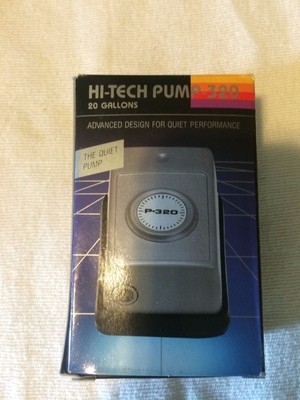 HI-TECH PUMP 320
20 GALLONS
ADVANCED DESIGN FOR QUIET PERFORMANCE
THE QUIET
PUMP
P-320